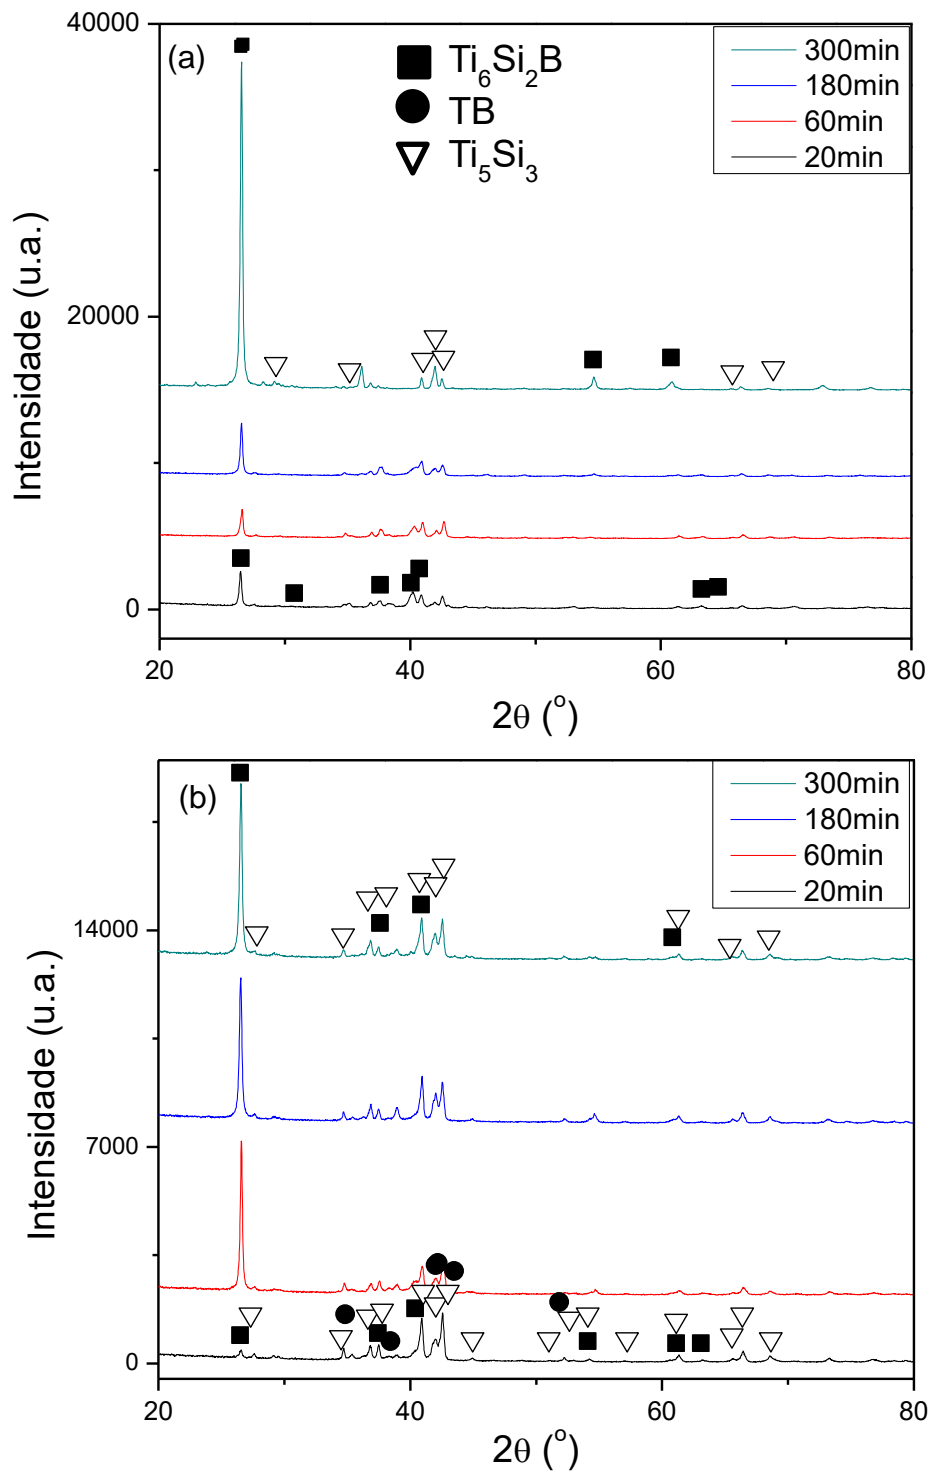 40000
(a)
Ti6Si2B
TB
Ti5Si3
300min
180min
60min
20min
20000
0
Intensidade (u.a.)
20
40
60
80
2θ (°)
(b)
300min
180min
60min
20min
14000
7000
0
Intensidade (u.a.)
20
40
60
80
2θ (°)